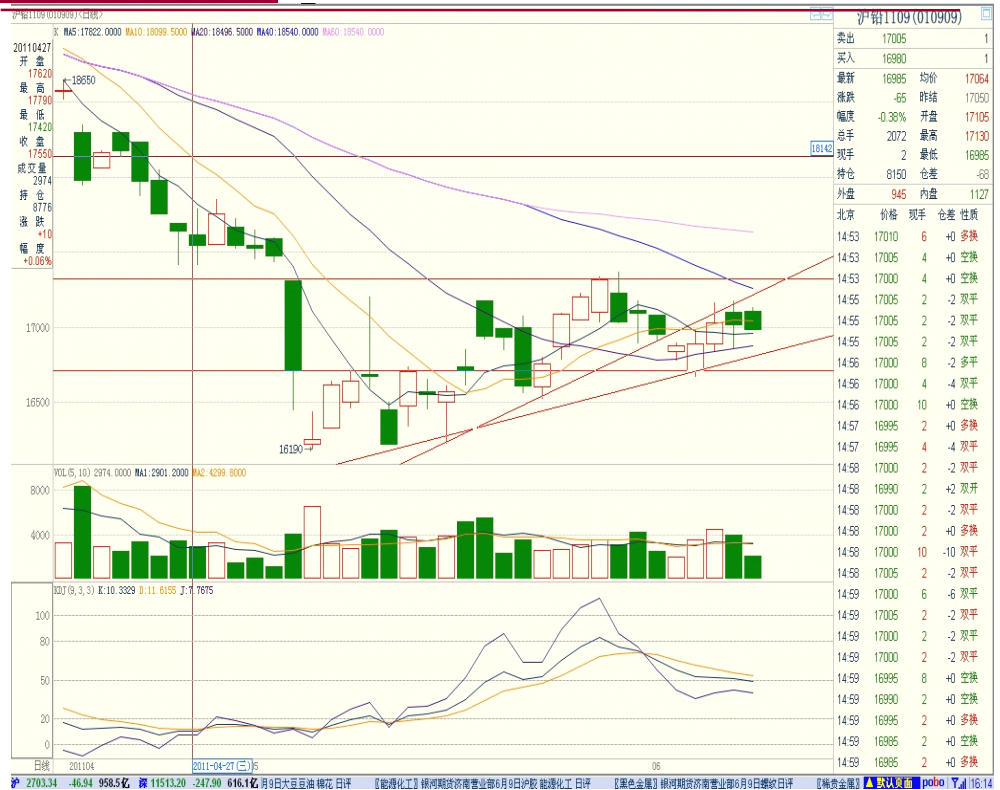 沪铅1109(010909)<日线>
K MA5:17822.0000 MA10:18099.5000 MA20:18496.5000 MA40:18540.0000 MA60:18540.0000
20110427
开 盘
17620
最 高
17790
最 低
17420
收 盘
17550
成交量
2974
持 仓
8776
涨 跌
+10
幅 度
+0.06%
18650
18142
17000
16500
16190
VOL(5,10) 2974.0000 MA1:2901.2000 MA2:4299.8000
8000
4000
KDJ(9,3,3) K:10.3329 D:11.6155 J:7.7675
100
80
50
20
0
日线 201104 2011-04-27(三) 5 06
沪铅1109(010909)
卖出 17005 1
买入 16980 1
最新 16985 均价 17064
涨跌 -65 昨结 17050
幅度 -0.38% 开盘 17105
总手 2072 最高 17130
现手 2 最低 16985
持仓 8150 仓差 -68
外盘 945 内盘 1127
北京 价格 现手 仓差 性质
14:53 17010 6 +0 多换
14:53 17005 4 +0 空换
14:53 17000 4 +0 空换
14:55 17005 2 -2 双平
14:55 17005 2 -2 双平
14:55 17005 2 -2 双平
14:56 17000 8 -2 多平
14:56 17000 4 -4 双平
14:56 17000 10 +0 空换
14:57 16995 2 +0 多换
14:57 16995 4 -4 双平
14:58 17000 2 -2 双平
14:58 16990 2 +2 双开
14:58 17000 2 -2 双平
14:58 17000 2 +0 多换
14:58 17000 10 -10 双平
14:58 17005 2 -2 双平
14:59 17000 6 -6 双平
14:59 17005 2 -2 双平
14:59 17000 2 -2 双平
14:59 17000 2 -2 双平
14:59 16995 8 +0 空换
14:59 16990 2 +0 空换
14:59 16995 2 +0 多换
14:59 16985 2 +0 空换
14:59 16985 2 +0 多换
沪 2703.34 -46.94 958.5亿 深 11513.20 -247.90 616.1亿 月9日大豆豆油 棉花 日评 〖能源化工〗银河期货济南营业部6月9日沪胶 能源化工 日评 〖黑色金属〗银河期货济南营业部6月9日螺纹日评 〖稀贵金属〗 默认页面 pobo 16:14